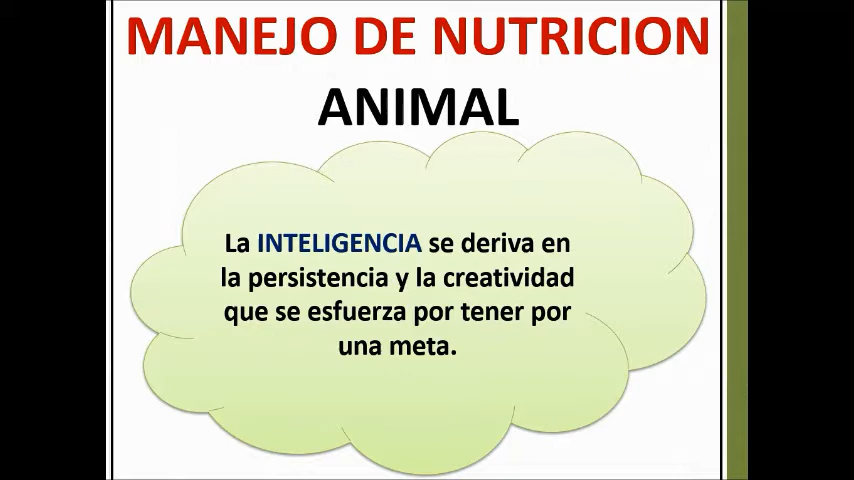 MANEJO DE NUTRICION
ANIMAL
La INTELIGENCIA se deriva en
la persistencia y la creatividad
que se esfuerza por tener por
una meta.